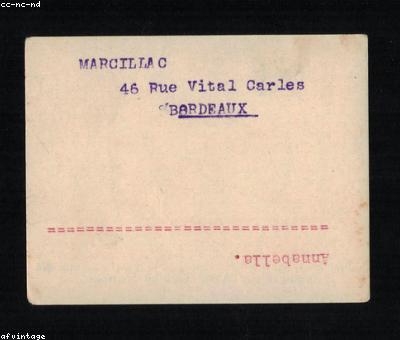 cc-nc-nd
MARCILLAC
46 Rue Vital Carles
BORDEAUX
=============================
Annabella.
afvintage